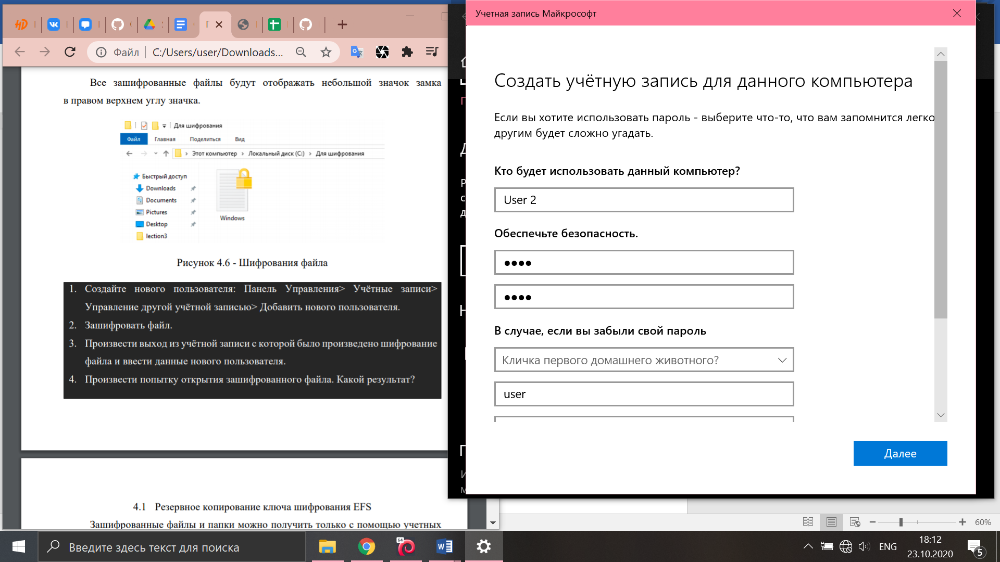 Файл
C:/Users/user/Downloads...
Все зашифрованные файлы будут отображать небольшой значок замка
в правом верхнем углу значка.
Для шифрования
Файл Главная Поделиться Вид
Этот компьютер > Локальный диск (C:) > Для шифрования
Быстрый доступ
Downloads
Documents
Pictures
Desktop
lection3
Windows
Рисунок 4.6 - Шифрования файла
1. Создайте нового пользователя: Панель Управления> Учётные записи>
Управление другой учётной записью> Добавить нового пользователя.
2. Зашифровать файл.
3. Произвести выход из учётной записи с которой было произведено шифрование
файла и ввести данные нового пользователя.
4. Произвести попытку открытия зашифрованного файла. Какой результат?
4.1 Резервное копирование ключа шифрования EFS
Зашифрованные файлы и папки можно получить только с помощью учетных
Учетная запись Майкрософт
Создать учётную запись для данного компьютера
Если вы хотите использовать пароль - выберите что-то, что вам запомнится легко
другим будет сложно угадать.
Кто будет использовать данный компьютер?
User 2
Обеспечьте безопасность.
В случае, если вы забыли свой пароль
Кличка первого домашнего животного?
user
Далее
60%
Введите здесь текст для поиска
64
ENG
18:12
23.10.2020
5